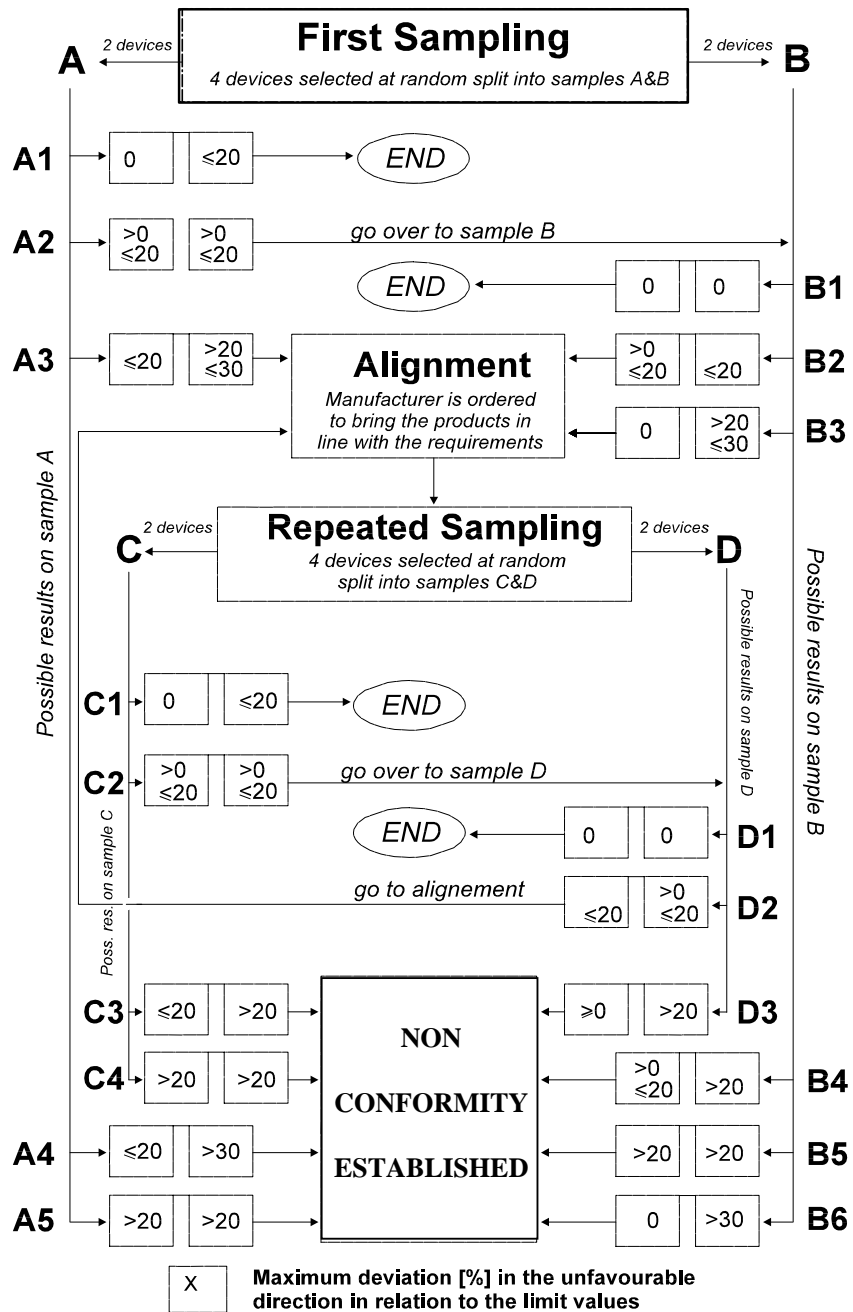 First Sampling
4 devices selected at random split into samples A&B
2 devices
2 devices
A
B
A1
0
≤20
END
A2
>0
≤20
>0
≤20
go over to sample B
END
0
0
B1
A3
≤20
>20
≤30
Alignment
Manufacturer is ordered
to bring the products in
line with the requirements
>0
≤20
≤20
B2
0
>20
≤30
B3
Possible results on sample A
Possible results on sample B
C
2 devices
Repeated Sampling
4 devices selected at random
split into samples C&D
2 devices
D
Possible results on sample D
C1
0
≤20
END
C2
>0
≤20
>0
≤20
go over to sample D
END
0
0
D1
Poss. res. on sample C
go to alignement
≤20
>0
≤20
D2
C3
≤20
>20
NON
CONFORMITY
ESTABLISHED
≥0
>20
D3
C4
>20
>20
>0
≤20
>20
B4
A4
≤20
>30
>20
>20
B5
A5
>20
>20
0
>30
B6
X
Maximum deviation [%] in the unfavourable
direction in relation to the limit values